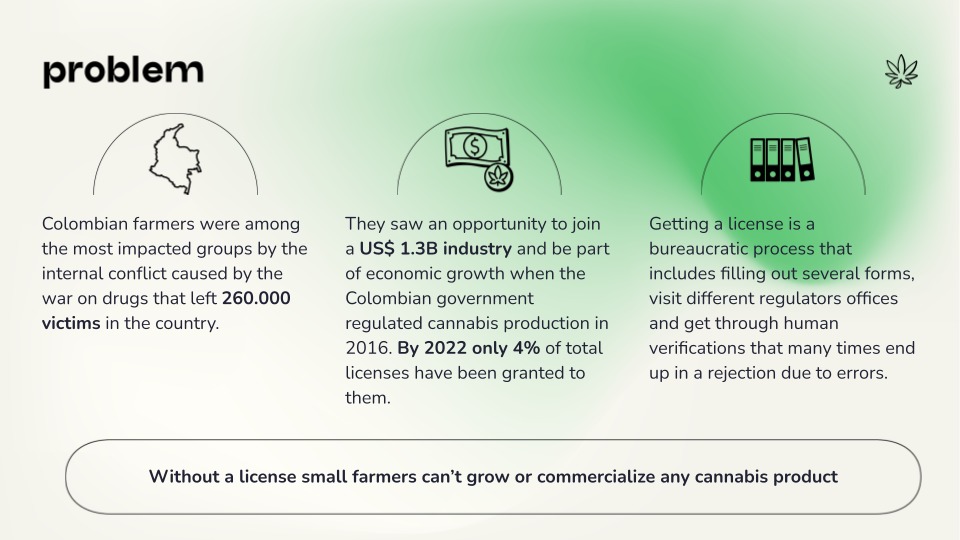 problem
Colombian farmers were among
the most impacted groups by the
internal conflict caused by the
war on drugs that left 260.000
victims in the country.
They saw an opportunity to join
a US$ 1.3B industry and be part
of economic growth when the
Colombian government
regulated cannabis production in
2016. By 2022 only 4% of total
licenses have been granted to
them.
Getting a license is a
bureaucratic process that
includes filling out several forms,
visit different regulators offices
and get through human
verifications that many times end
up in a rejection due to errors.
Without a license small farmers can’t grow or commercialize any cannabis product